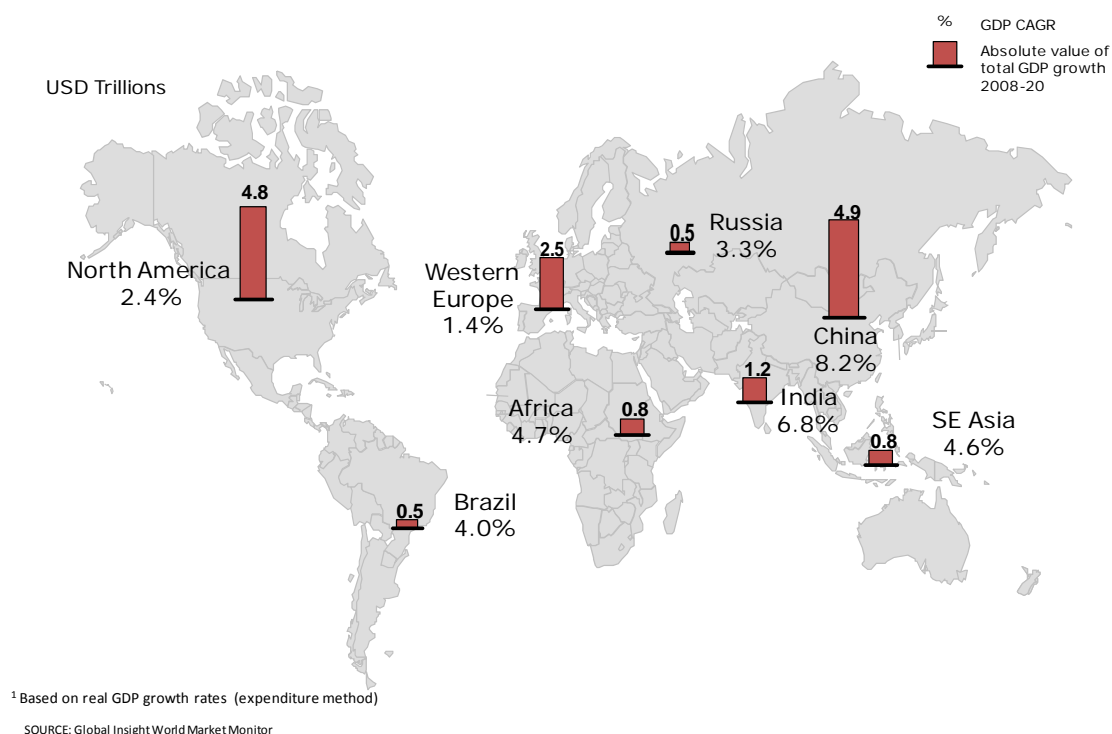 %
GDP CAGR
Absolute value of
total GDP growth
2008-20
USD Trillions
4.8
North America
2.4%
2.5
Western
Europe
1.4%
0.5
Russia
3.3%
4.9
China
8.2%
1.2
India
6.8%
Africa
4.7%
0.8
SE Asia
4.6%
0.8
Brazil
4.0%
0.5
1 Based on real GDP growth rates (expenditure method)
SOURCE: Global Insight World Market Monitor